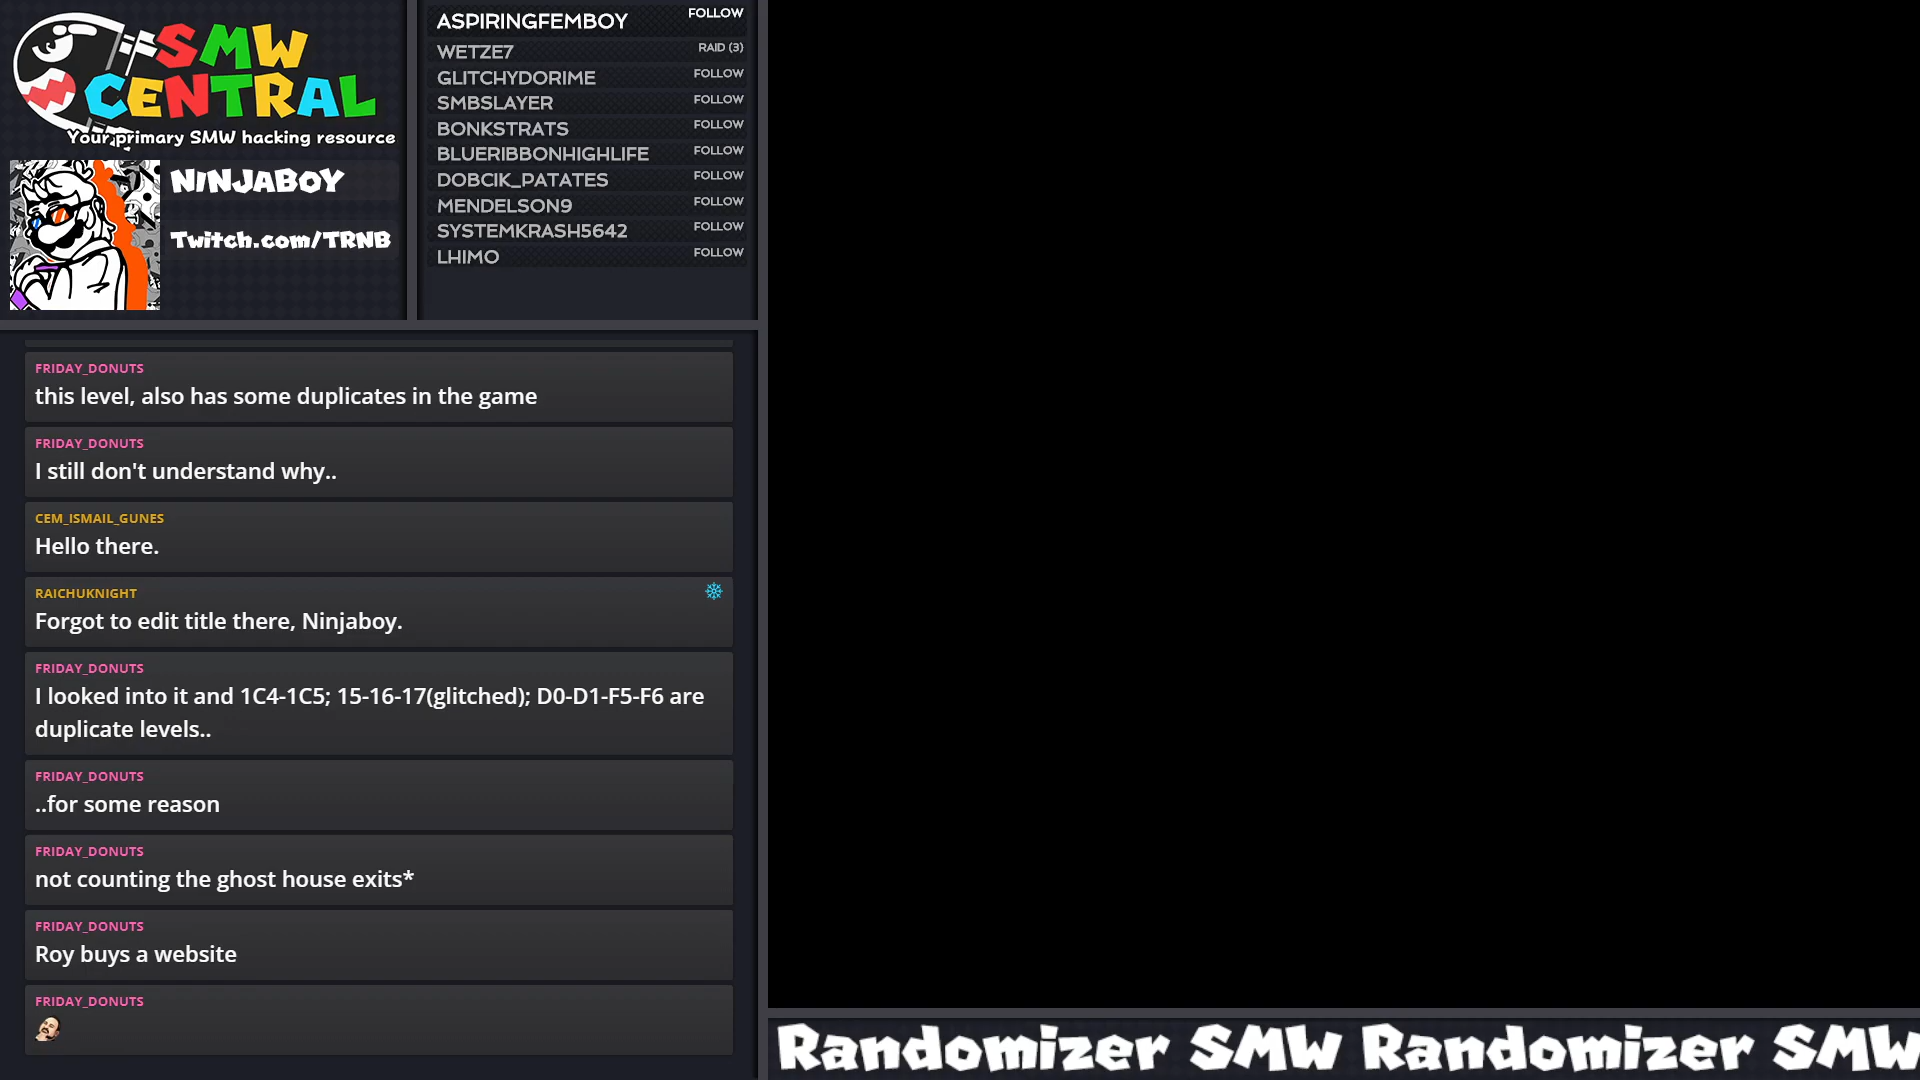 SMW
CENTRAL
Your primary SMW hacking resource
NINJABOY
Twitch.com/TRNB
ASPIRINGFEMBOY FOLLOW
WETZE7 RAID (3)
GLITCHYDORIME FOLLOW
SMBSLAYER FOLLOW
BONKSTRATS FOLLOW
BLUERIBBONHIGHLIFE FOLLOW
DOBCIK_PATATES FOLLOW
MENDELSON9 FOLLOW
SYSTEMKRASH5642 FOLLOW
LHIMO FOLLOW
FRIDAY_DONUTS
this level, also has some duplicates in the game
FRIDAY_DONUTS
I still don't understand why..
CEM_ISMAIL_GUNES
Hello there.
RAICHUKNIGHT
Forgot to edit title there, Ninjaboy.
FRIDAY_DONUTS
I looked into it and 1C4-1C5; 15-16-17(glitched); D0-D1-F5-F6 are
duplicate levels..
FRIDAY_DONUTS
..for some reason
FRIDAY_DONUTS
not counting the ghost house exits*
FRIDAY_DONUTS
Roy buys a website
FRIDAY_DONUTS
Randomizer SMW Randomizer SMW